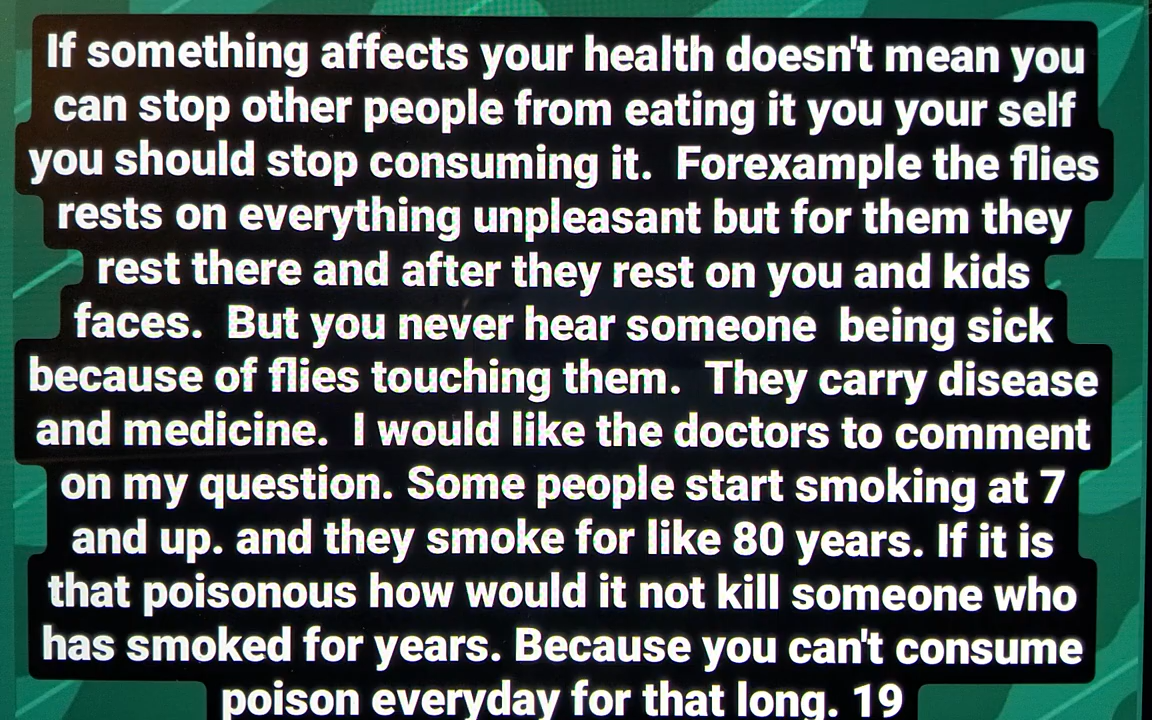 If something affects your health doesn't mean you
can stop other people from eating it you your self
you should stop consuming it.  Forexample the flies
rests on everything unpleasant but for them they
rest there and after they rest on you and kids
faces.  But you never hear someone  being sick
because of flies touching them.  They carry disease
and medicine.  I would like the doctors to comment
on my question. Some people start smoking at 7
and up. and they smoke for like 80 years. If it is
that poisonous how would it not kill someone who
has smoked for years. Because you can't consume
poison everyday for that long. 19